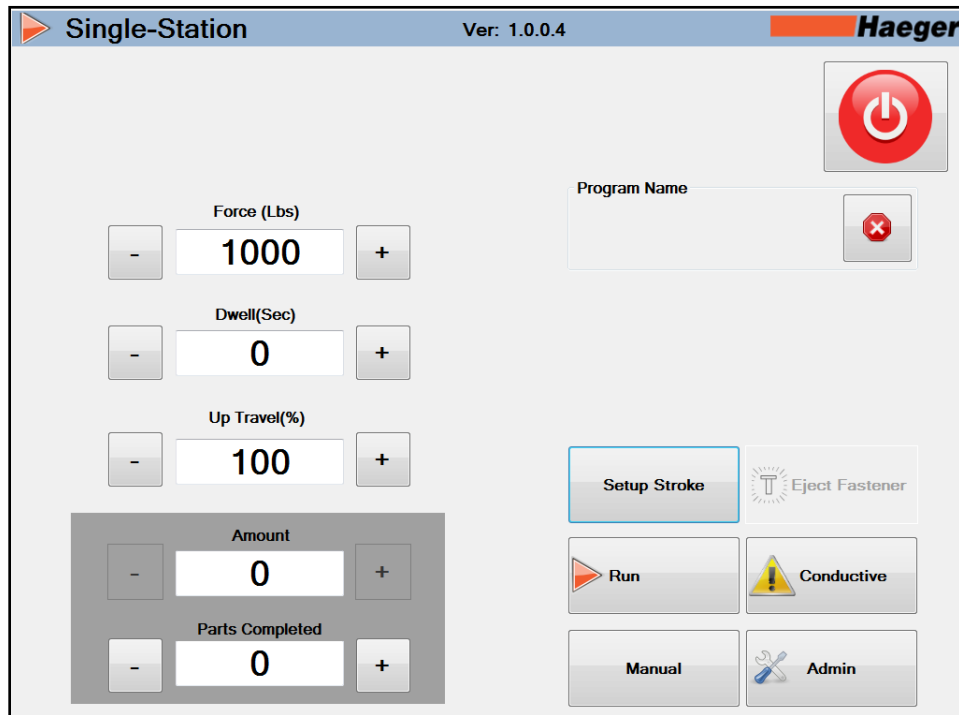 Single-Station Ver: 1.0.0.4 Haeger
Program Name
Force (Lbs)
- 1000 +
Dwell(Sec)
- 0 +
Up Travel(%)
- 100 +
Setup Stroke Eject Fastener
Amount
- 0 +
Run Conductive
Parts Completed
- 0 +
Manual Admin